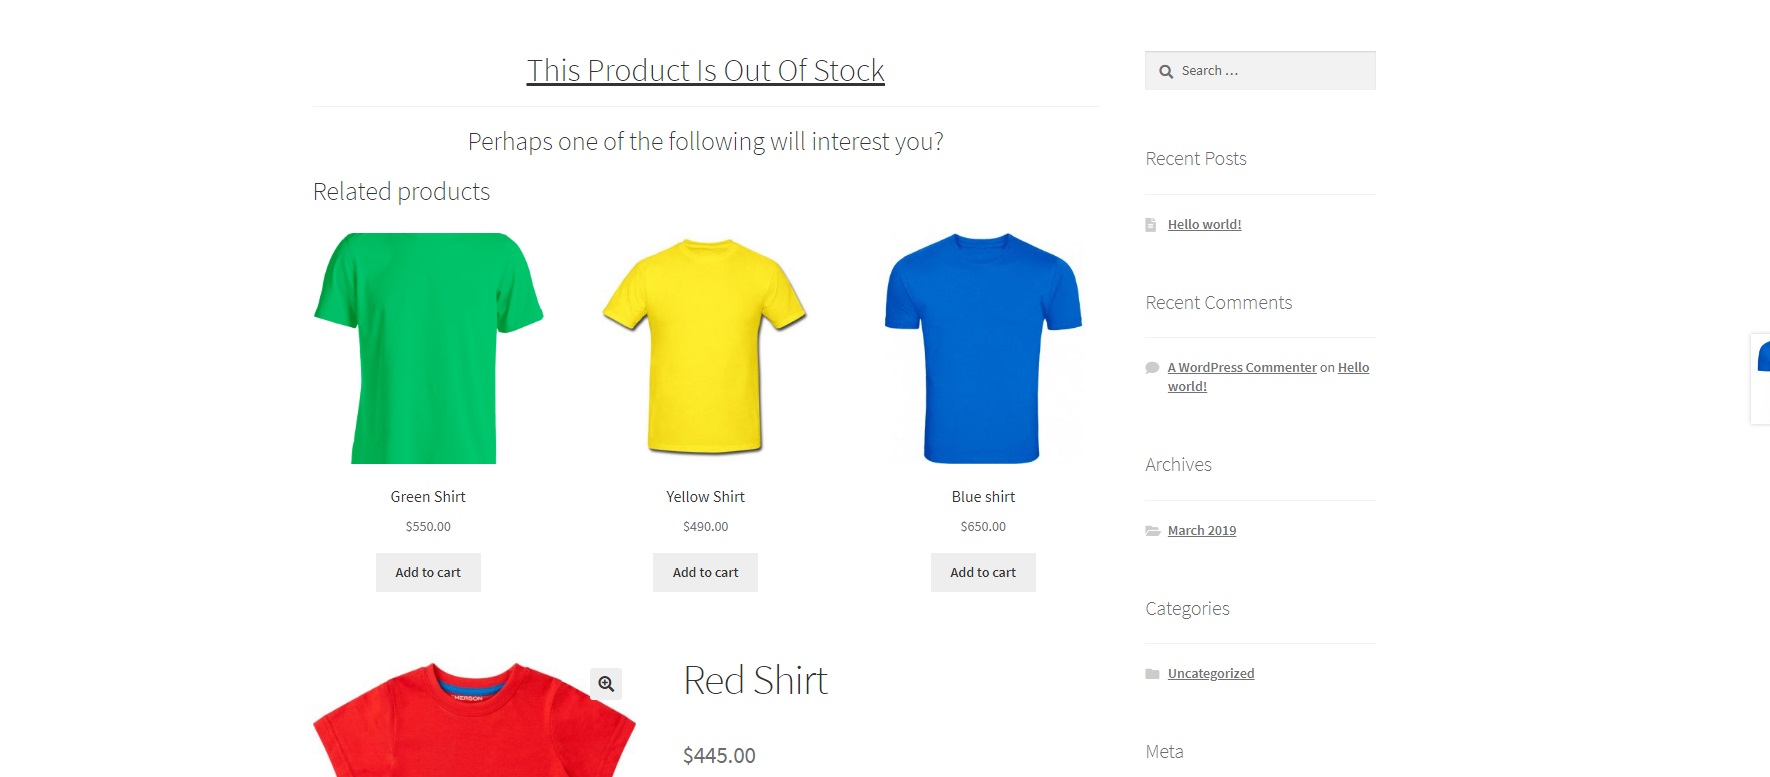 This Product Is Out Of Stock
Perhaps one of the following will interest you?
Related products
Green Shirt
$550.00
Add to cart
Yellow Shirt
$490.00
Add to cart
Blue shirt
$650.00
Add to cart
Red Shirt
$445.00
Search …
Recent Posts
Hello world!
Recent Comments
A WordPress Commenter on Hello
world!
Archives
March 2019
Categories
Uncategorized
Meta